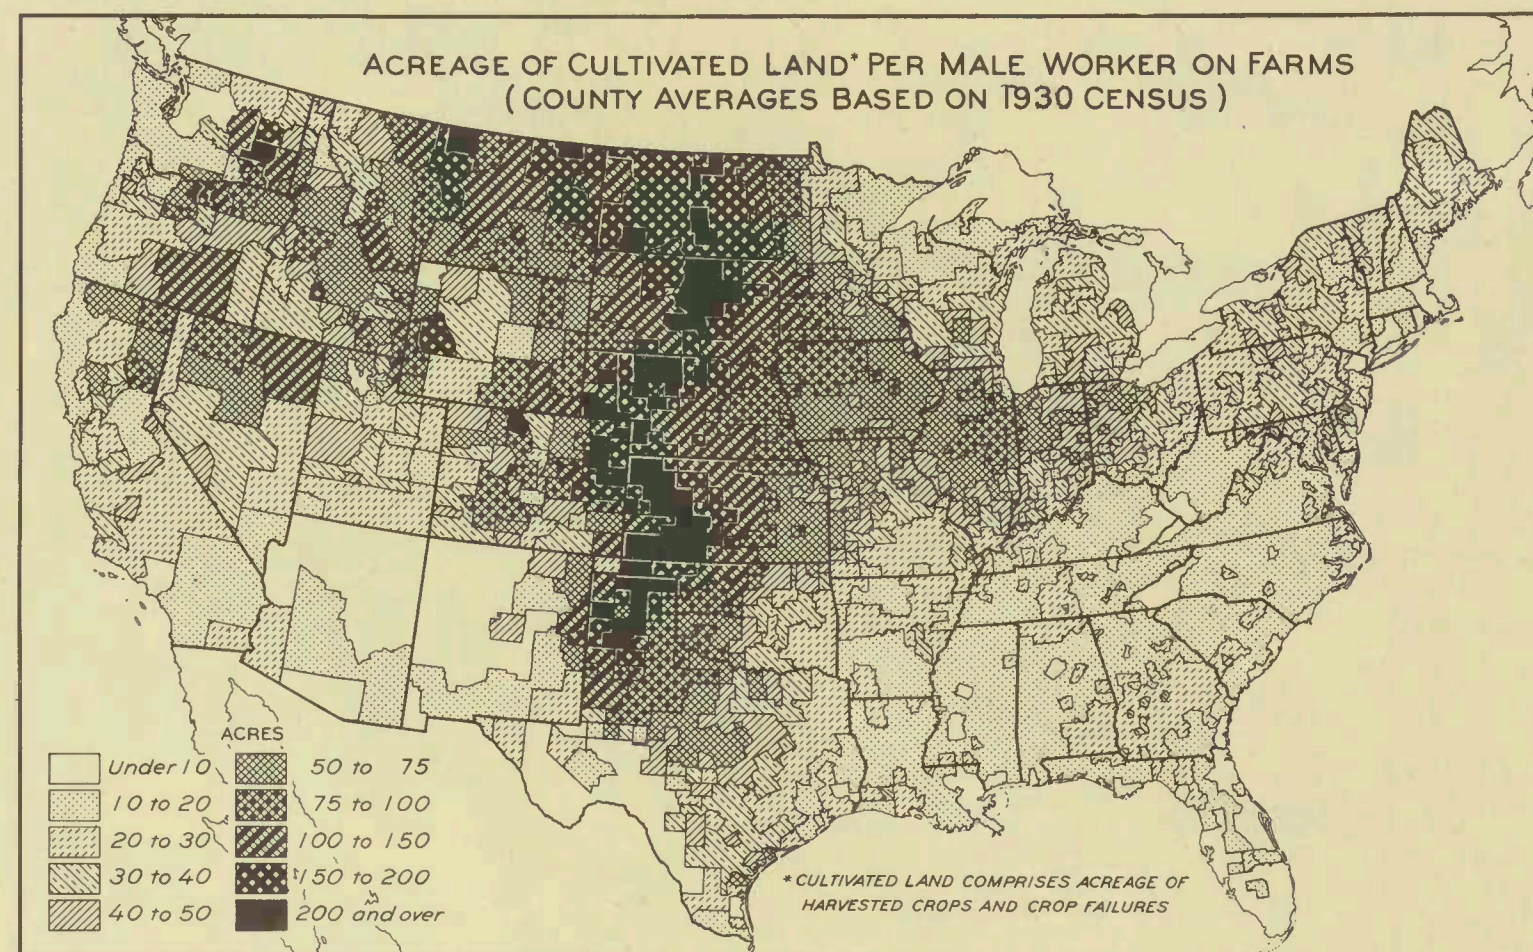 ACREAGE OF CULTIVATED LAND* PER MALE WORKER ON FARMS
(COUNTY AVERAGES BASED ON 1930 CENSUS)
ACRES
Under 10
10 to 20
20 to 30
30 to 40
40 to 50
50 to 75
75 to 100
100 to 150
150 to 200
200 and over
* CULTIVATED LAND COMPRISES ACREAGE OF
HARVESTED CROPS AND CROP FAILURES